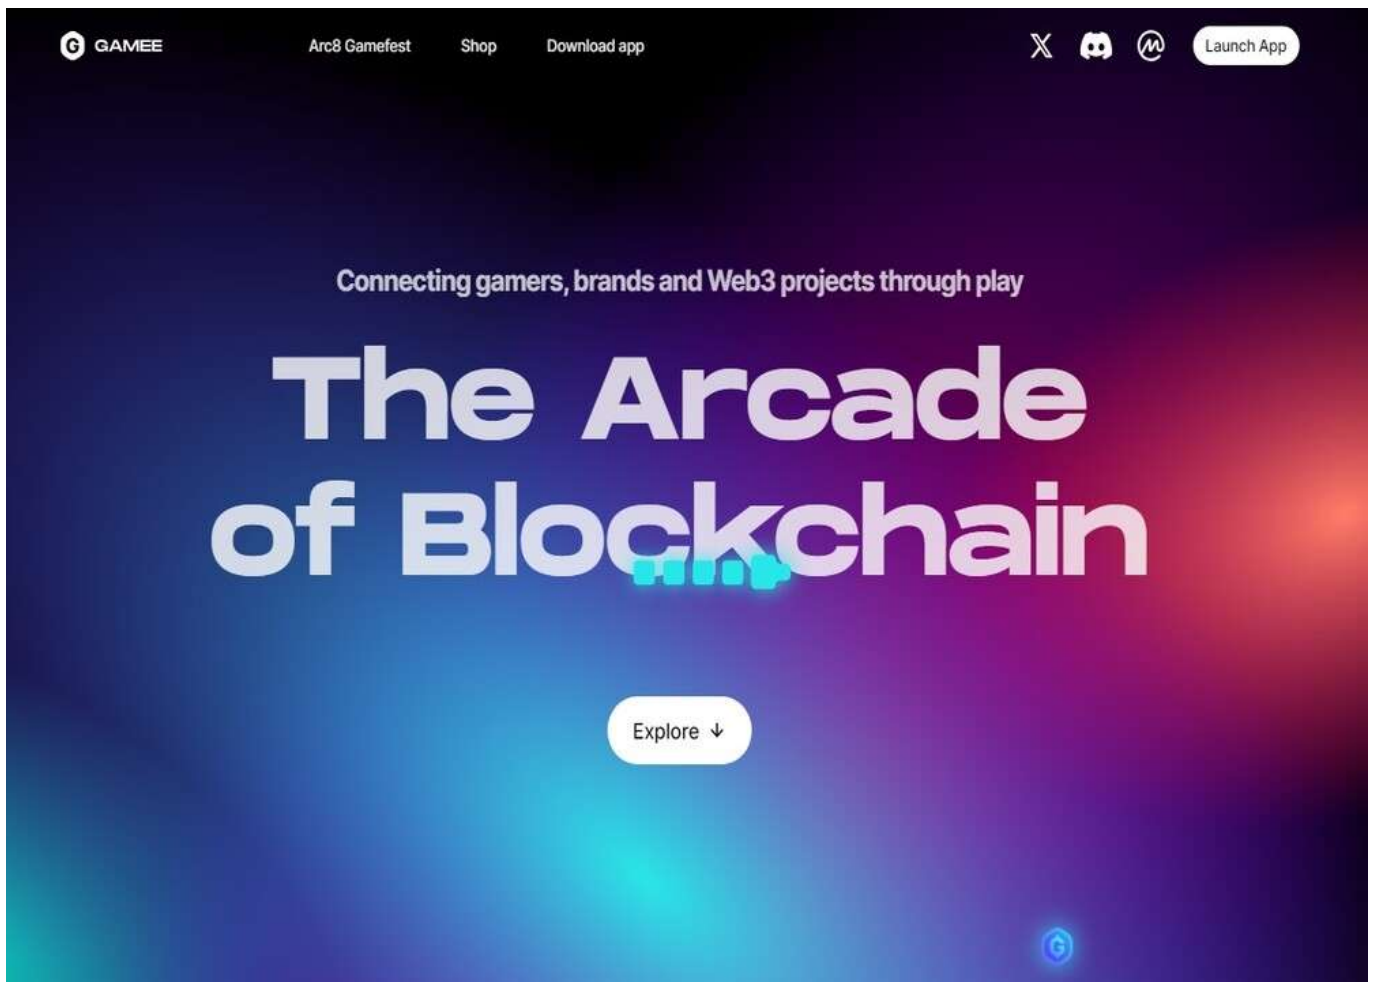 GAMEE
Arc8 Gamefest
Shop
Download app
Launch App
Connecting gamers, brands and Web3 projects through play
The Arcade
of Blockchain
Explore ↓